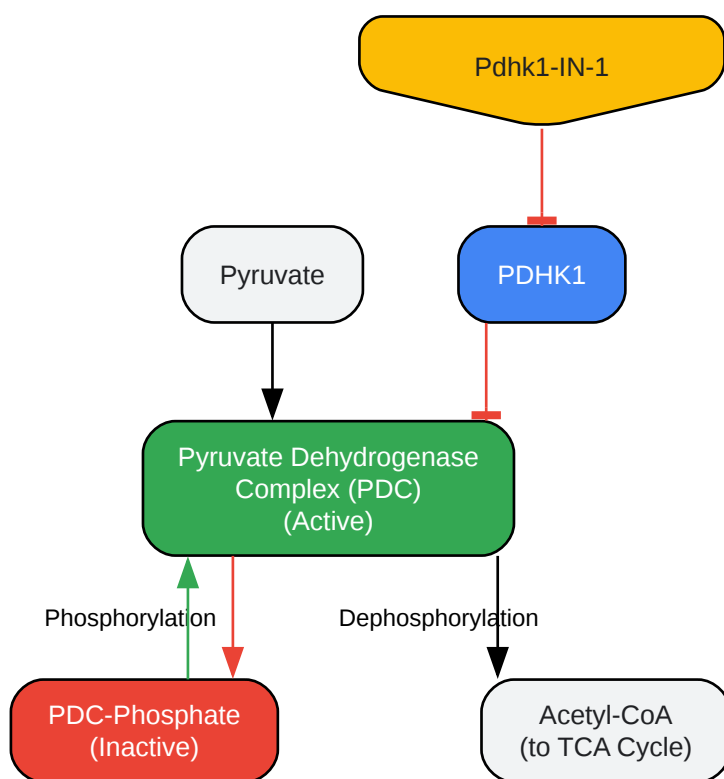 Pdhk1-IN-1
Pyruvate
PDHK1
Pyruvate Dehydrogenase
Complex (PDC)
(Active)
Phosphorylation
Dephosphorylation
PDC-Phosphate
(Inactive)
Acetyl-CoA
(to TCA Cycle)